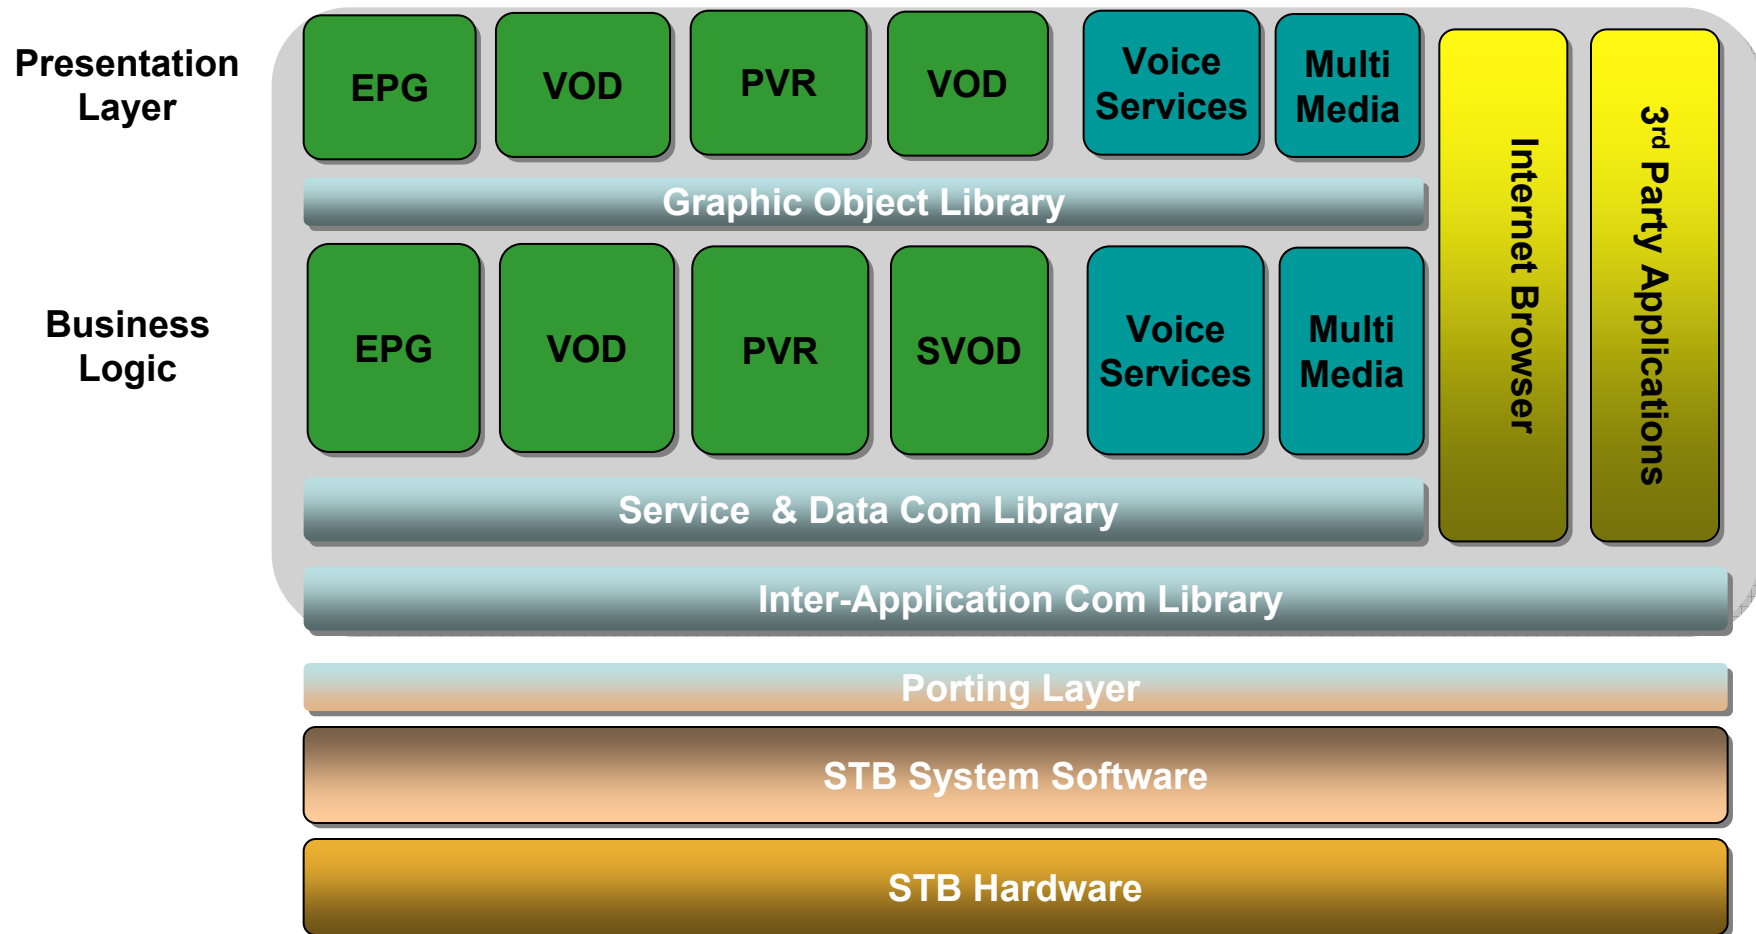 Presentation
Layer
EPG
VOD
PVR
VOD
Voice
Services
Multi
Media
Internet Browser
3rd Party Applications
Graphic Object Library
Business
Logic
EPG
VOD
PVR
SVOD
Voice
Services
Multi
Media
Service & Data Com Library
Inter-Application Com Library
Porting Layer
STB System Software
STB Hardware